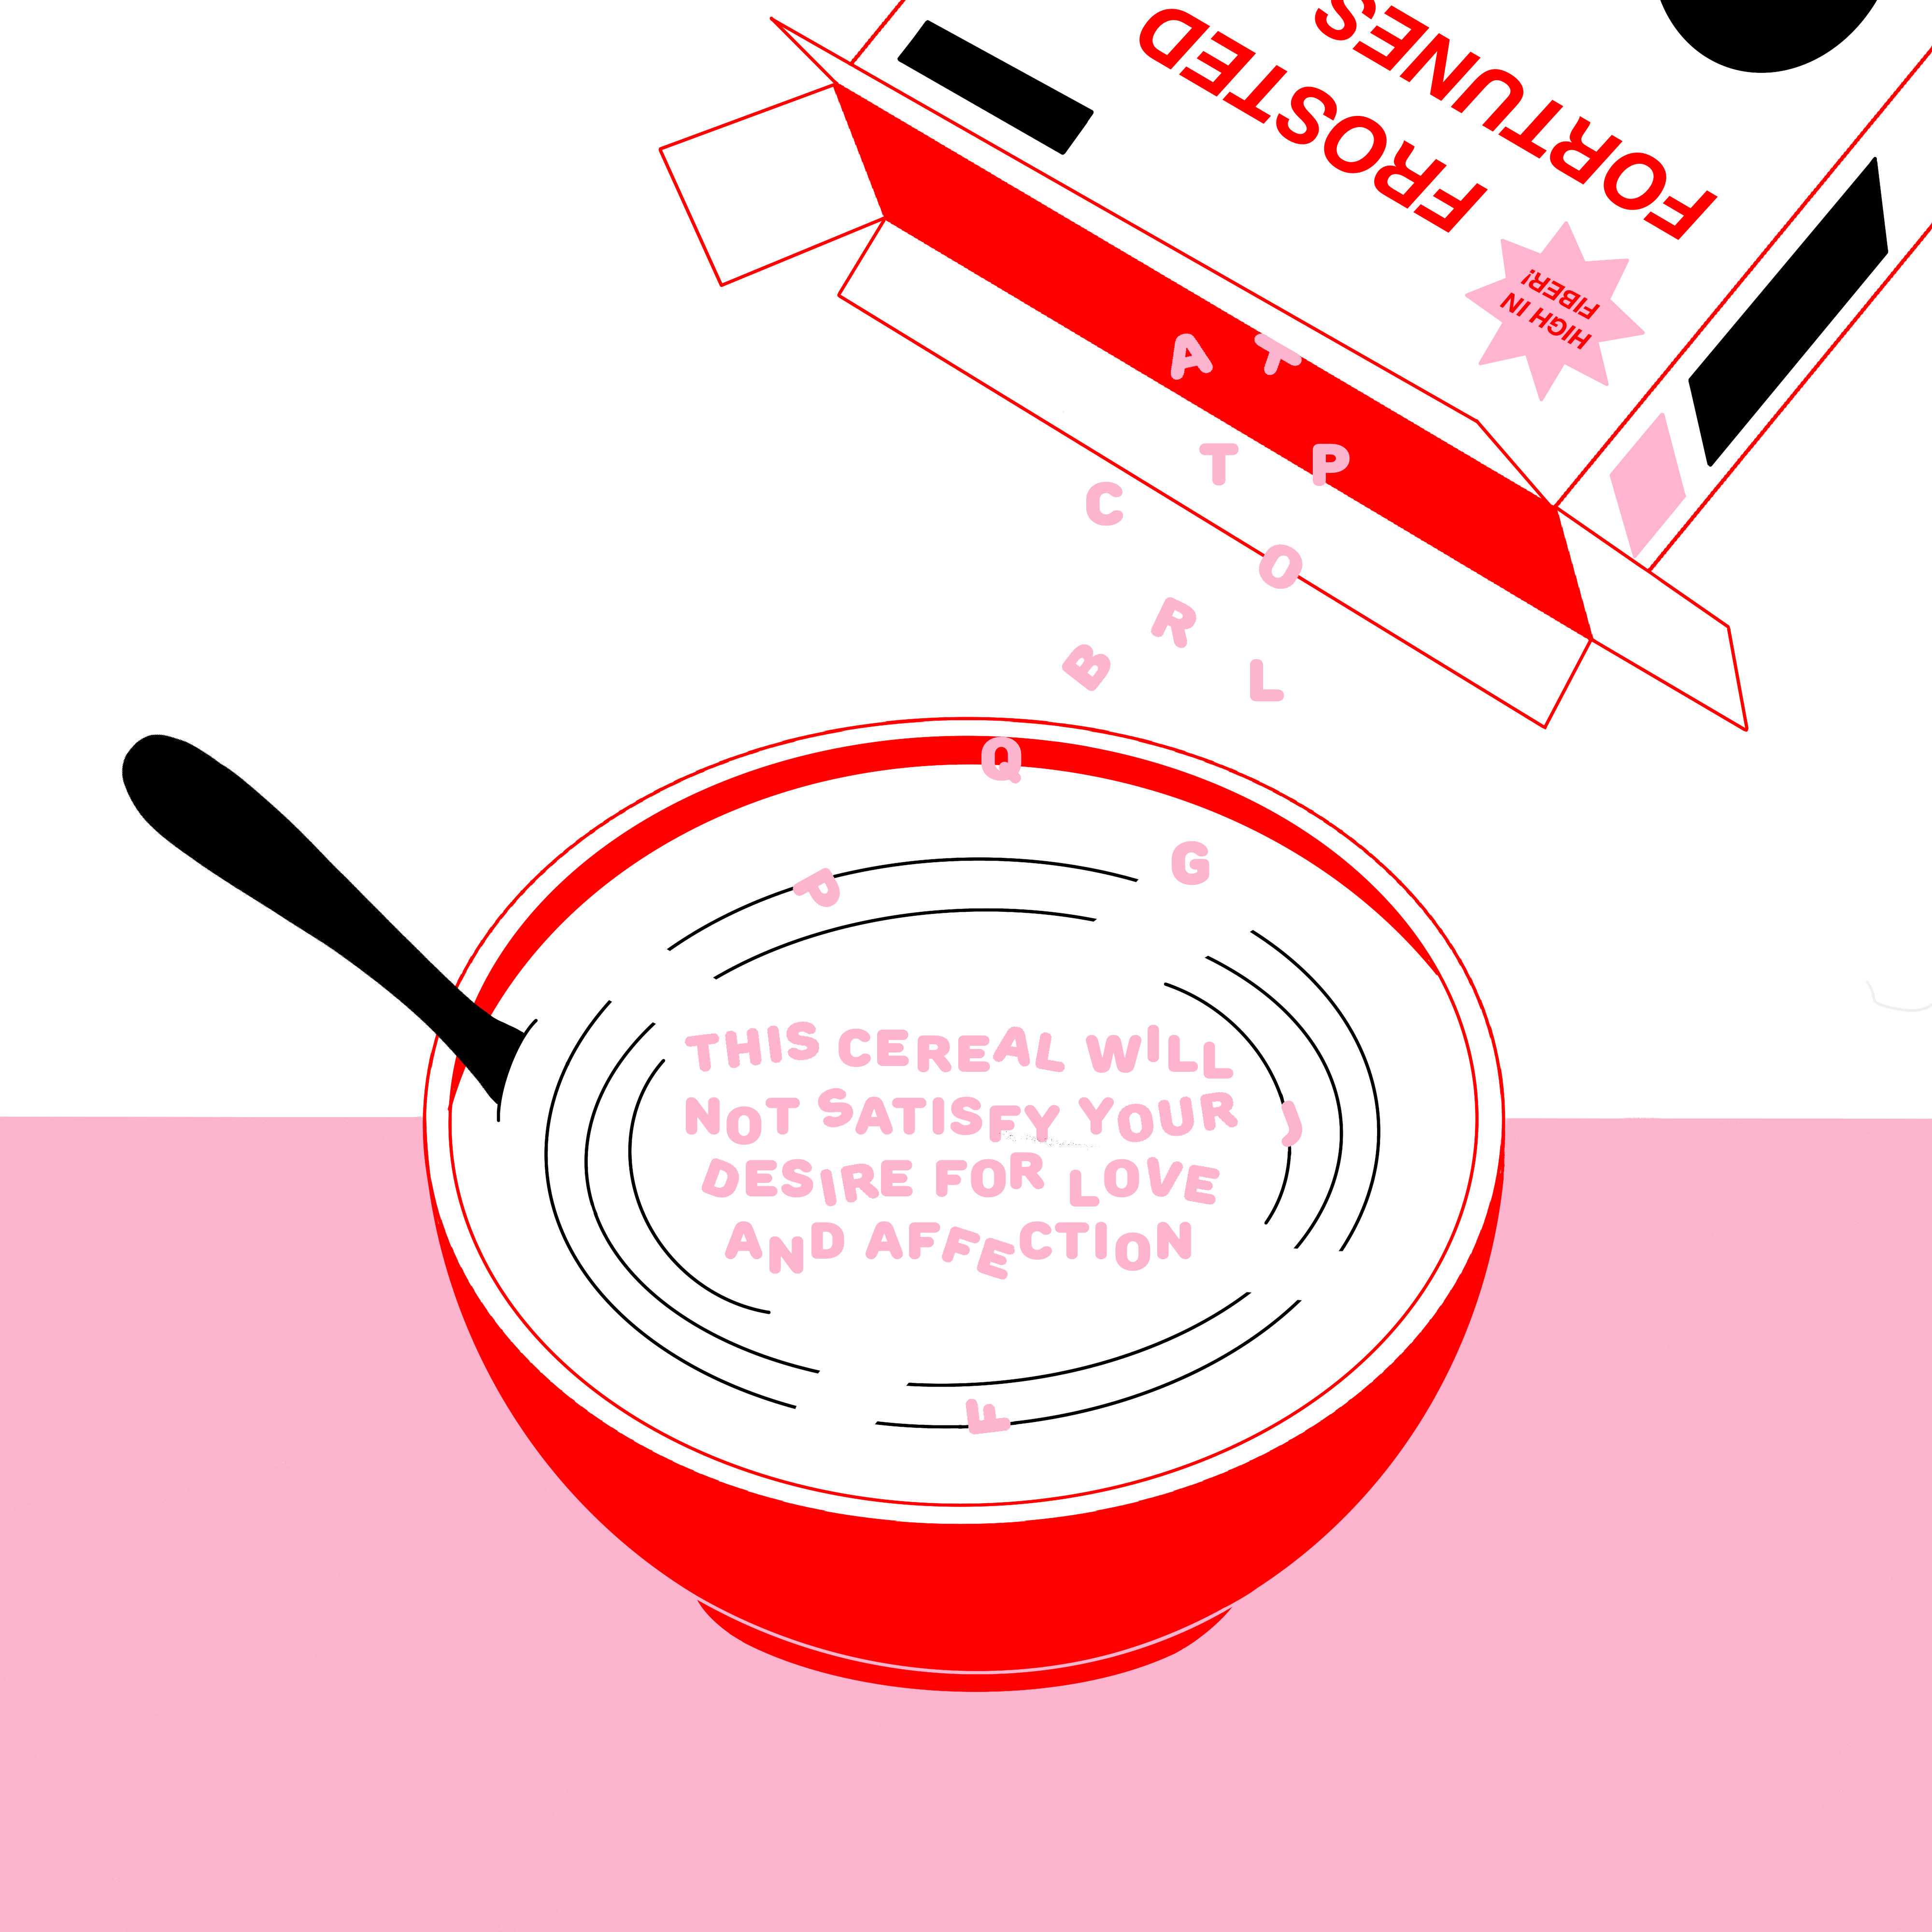 FROSTED
FORTUNES
HIGH IN
FIBER!
A T
T P
C
O
R
B
L
Q
G
P
THIS CEREAL WILL
NOT SATISFY YOUR
J
DESIRE FOR LOVE
AND AFFECTION
F